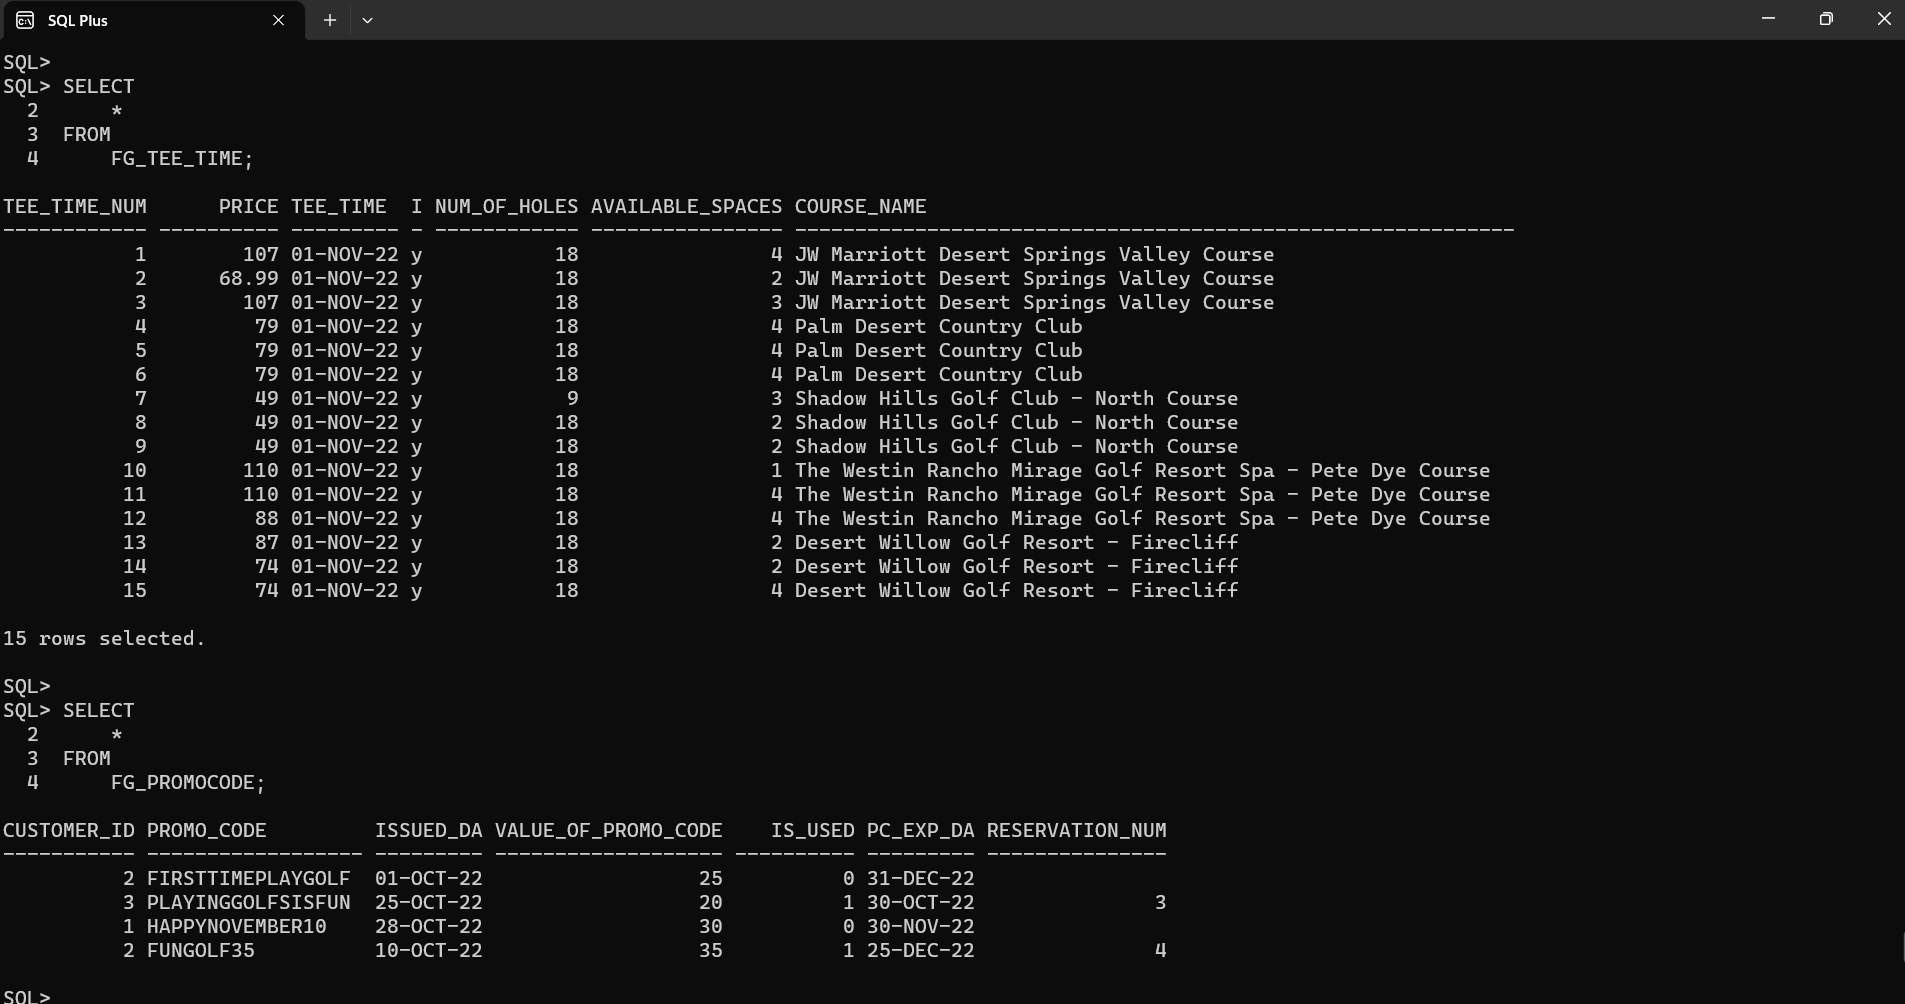 SQL Plus
SQL>
SQL> SELECT
  2      *
  3  FROM
  4      FG_TEE_TIME;

TEE_TIME_NUM      PRICE TEE_TIME  I NUM_OF_HOLES AVAILABLE_SPACES COURSE_NAME
------------ ---------- --------- - ------------ ---------------- ------------------------------------------------------------
           1        107 01-NOV-22 y           18                4 JW Marriott Desert Springs Valley Course
           2      68.99 01-NOV-22 y           18                2 JW Marriott Desert Springs Valley Course
           3        107 01-NOV-22 y           18                3 JW Marriott Desert Springs Valley Course
           4         79 01-NOV-22 y           18                4 Palm Desert Country Club
           5         79 01-NOV-22 y           18                4 Palm Desert Country Club
           6         79 01-NOV-22 y           18                4 Palm Desert Country Club
           7         49 01-NOV-22 y            9                3 Shadow Hills Golf Club - North Course
           8         49 01-NOV-22 y           18                2 Shadow Hills Golf Club - North Course
           9         49 01-NOV-22 y           18                2 Shadow Hills Golf Club - North Course
          10        110 01-NOV-22 y           18                1 The Westin Rancho Mirage Golf Resort Spa - Pete Dye Course
          11        110 01-NOV-22 y           18                4 The Westin Rancho Mirage Golf Resort Spa - Pete Dye Course
          12         88 01-NOV-22 y           18                4 The Westin Rancho Mirage Golf Resort Spa - Pete Dye Course
          13         87 01-NOV-22 y           18                2 Desert Willow Golf Resort - Firecliff
          14         74 01-NOV-22 y           18                2 Desert Willow Golf Resort - Firecliff
          15         74 01-NOV-22 y           18                4 Desert Willow Golf Resort - Firecliff

15 rows selected.

SQL>
SQL> SELECT
  2      *
  3  FROM
  4      FG_PROMOCODE;

CUSTOMER_ID PROMO_CODE         ISSUED_DA VALUE_OF_PROMO_CODE    IS_USED PC_EXP_DA RESERVATION_NUM
----------- ------------------ --------- ------------------- ---------- --------- ---------------
          2 FIRSTTIMEPLAYGOLF  01-OCT-22                  25          0 31-DEC-22
          3 PLAYINGGOLFSISFUN  25-OCT-22                  20          1 30-OCT-22               3
          1 HAPPYNOVEMBER10    28-OCT-22                  30          0 30-NOV-22
          2 FUNGOLF35          10-OCT-22                  35          1 25-DEC-22               4

SQL>